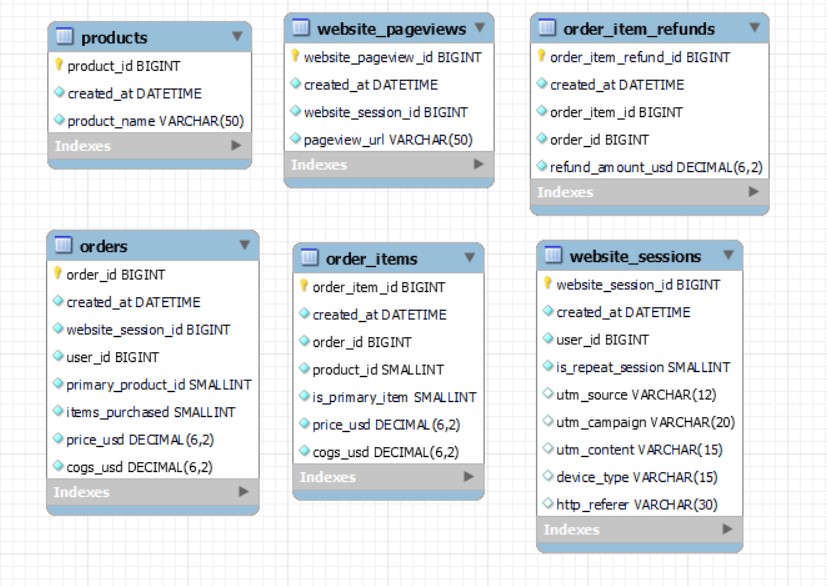 products
product_id BIGINT
created_at DATETIME
product_name VARCHAR(50)
Indexes
website_pageviews
website_pageview_id BIGINT
created_at DATETIME
website_session_id BIGINT
pageview_url VARCHAR(50)
Indexes
order_item_refunds
order_item_refund_id BIGINT
created_at DATETIME
order_item_id BIGINT
order_id BIGINT
refund_amount_usd DECIMAL(6,2)
Indexes
orders
order_id BIGINT
created_at DATETIME
website_session_id BIGINT
user_id BIGINT
primary_product_id SMALLINT
items_purchased SMALLINT
price_usd DECIMAL(6,2)
cogs_usd DECIMAL(6,2)
Indexes
order_items
order_item_id BIGINT
created_at DATETIME
order_id BIGINT
product_id SMALLINT
is_primary_item SMALLINT
price_usd DECIMAL(6,2)
cogs_usd DECIMAL(6,2)
Indexes
website_sessions
website_session_id BIGINT
created_at DATETIME
user_id BIGINT
is_repeat_session SMALLINT
utm_source VARCHAR(12)
utm_campaign VARCHAR(20)
utm_content VARCHAR(15)
device_type VARCHAR(15)
http_referer VARCHAR(30)
Indexes